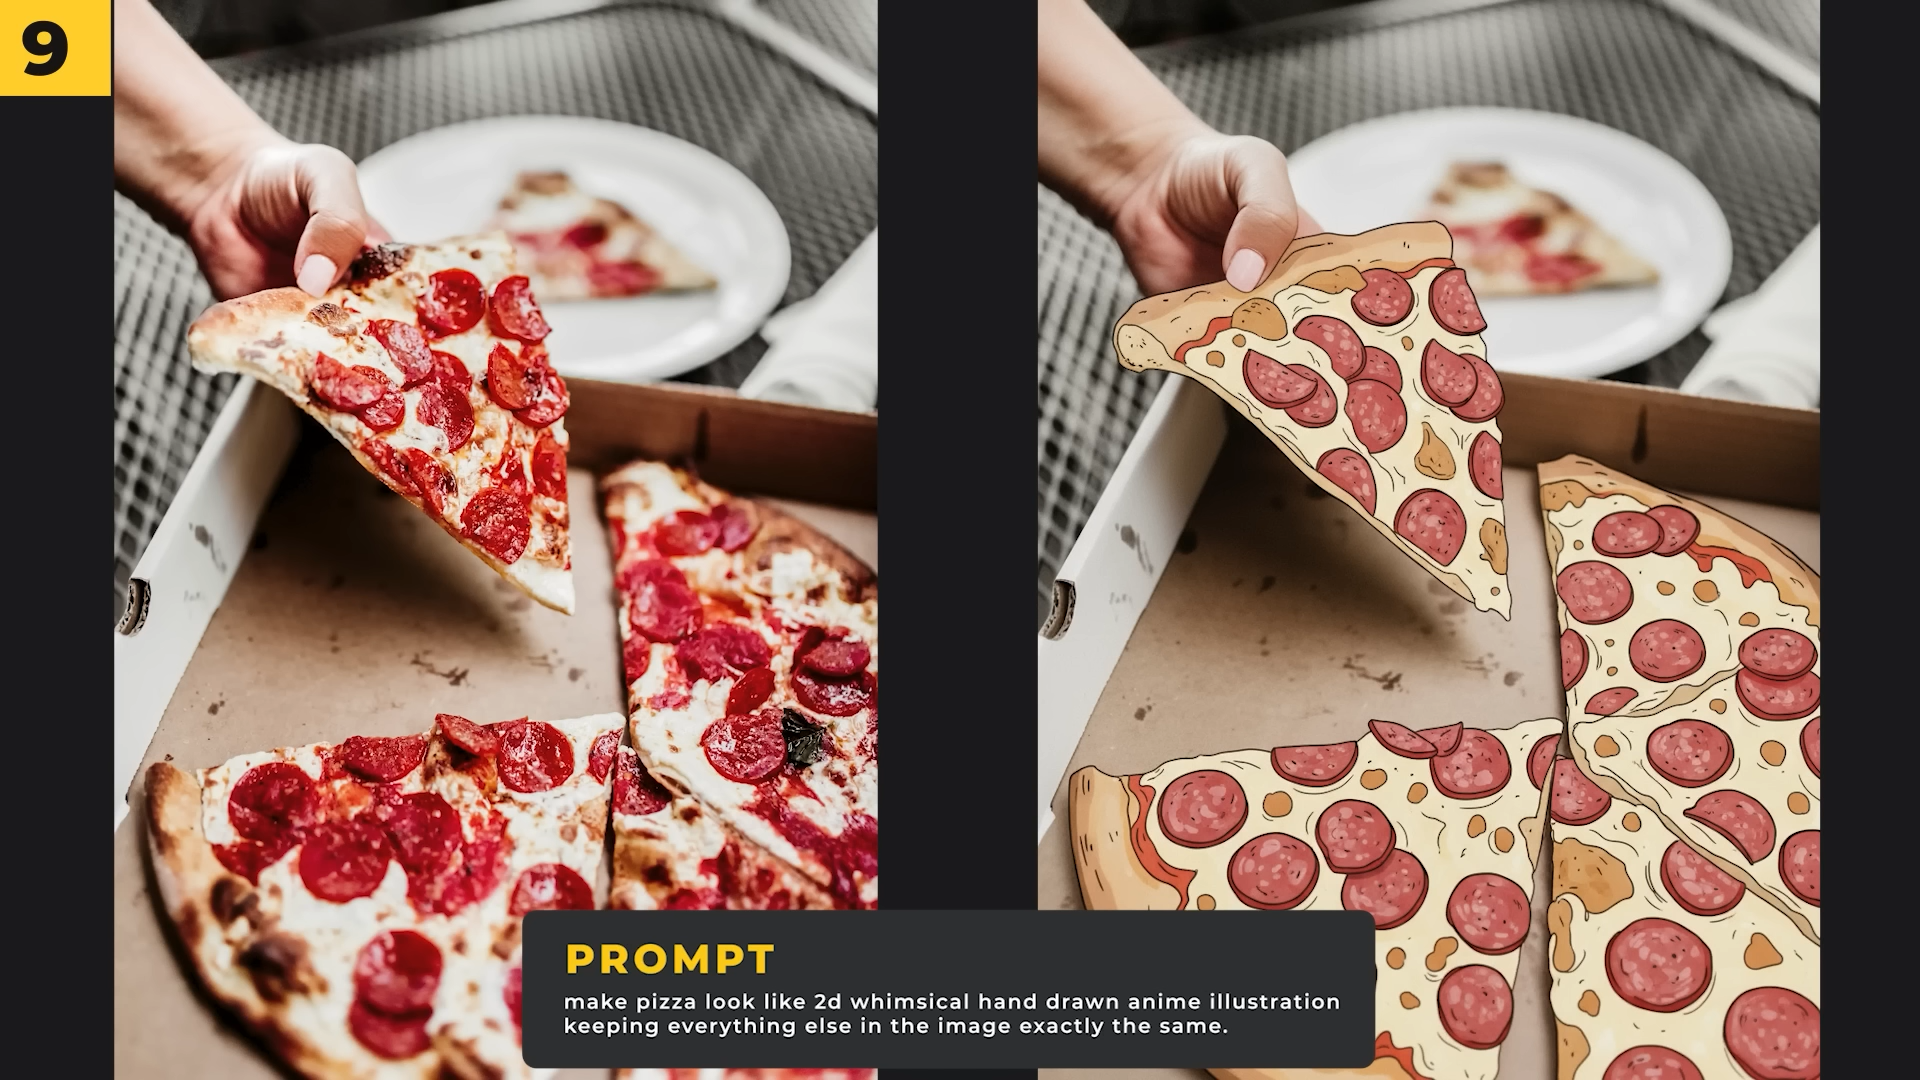 9
PROMPT
make pizza look like 2d whimsical hand drawn anime illustration
keeping everything else in the image exactly the same.